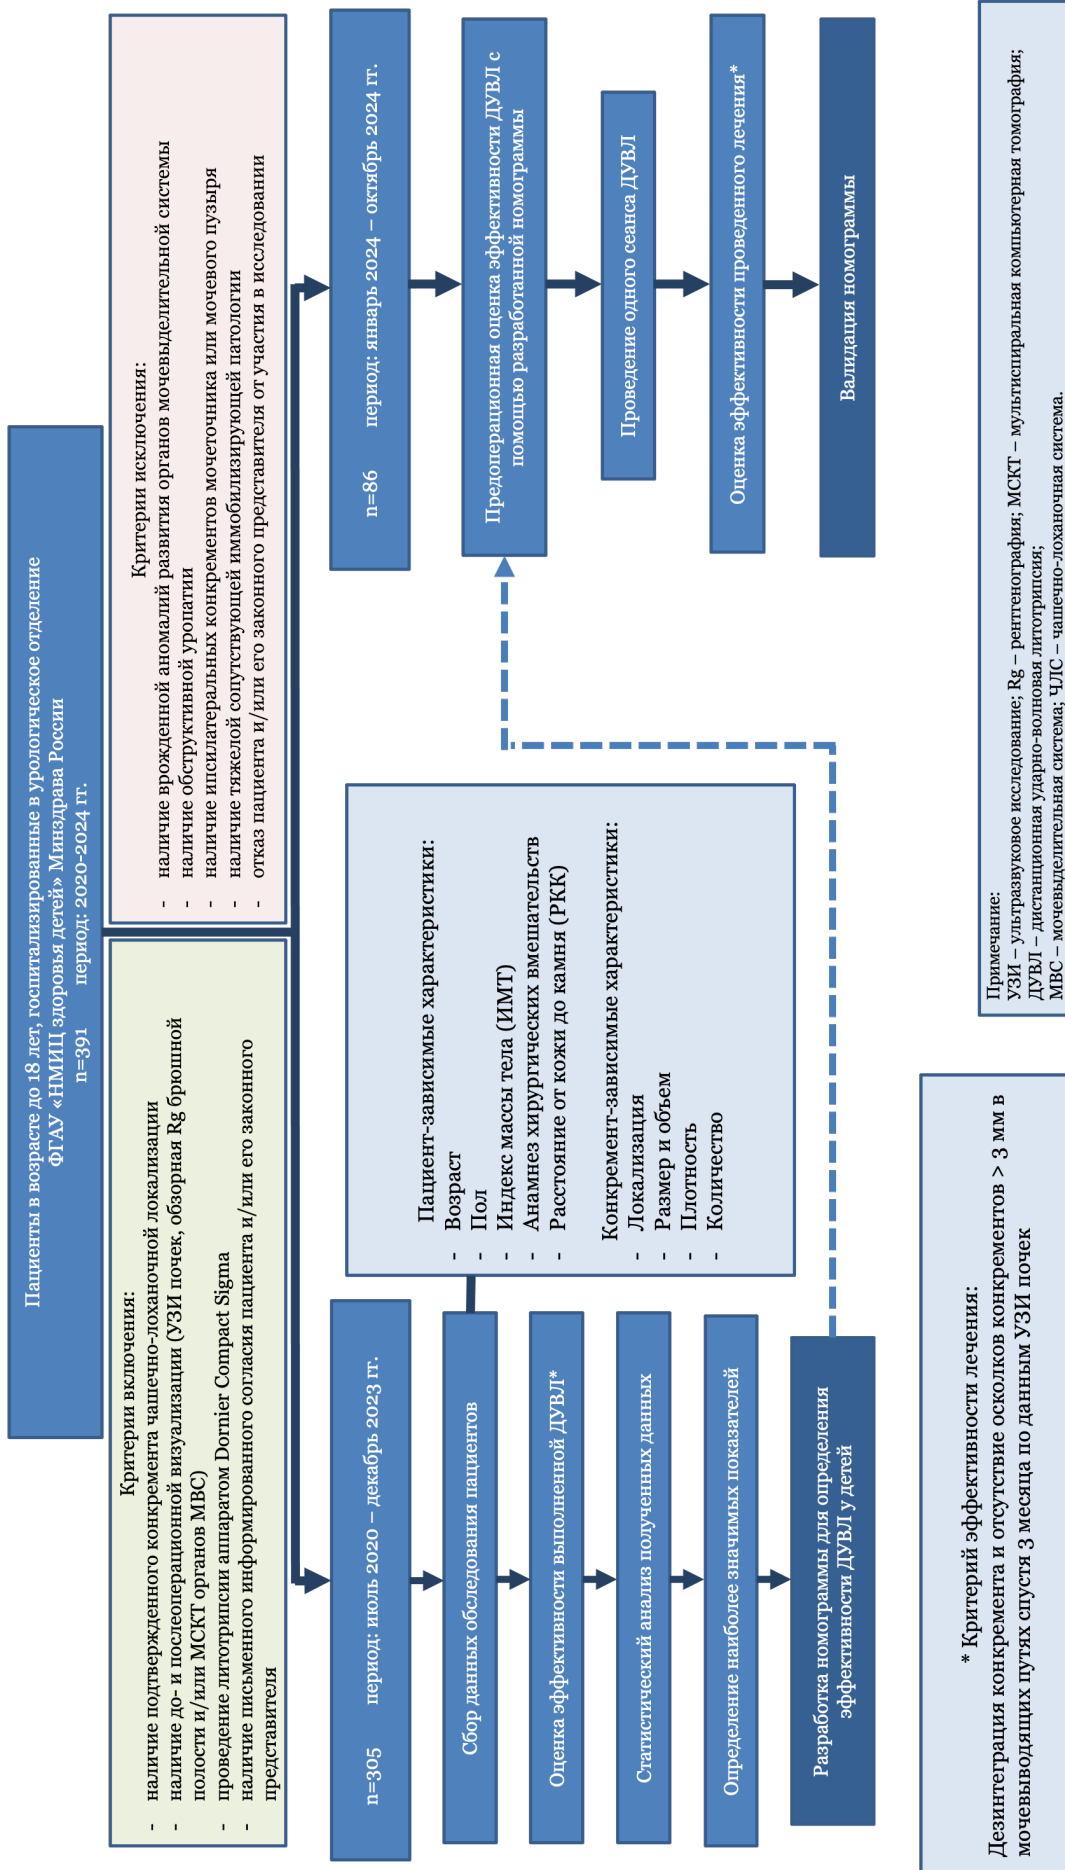 Пациенты в возрасте до 18 лет, госпитализированные в урологическое отделение
ФГАУ «НМИЦ здоровья детей» Минздрава России
n=391 период: 2020-2024 гг.
Критерии включения:
- наличие подтвержденного конкремента чашечно-лоханочной локализации
- наличие до- и послеоперационной визуализации (УЗИ почек, обзорная Rg брюшной
полости и/или МСКТ органов МВС)
- проведение литотрипсии аппаратом Dornier Compact Sigma
- наличие письменного информированного согласия пациента и/или его законного
представителя
Критерии исключения:
- наличие врожденной аномалий развития органов мочевыделительной системы
- наличие обструктивной уропатии
- наличие ипсилатеральных конкрементов мочеточника или мочевого пузыря
- наличие тяжелой сопутствующей иммобилизирующей патологии
- отказ пациента и/или его законного представителя от участия в исследовании
n=305 период: июль 2020 – декабрь 2023 гг.
Сбор данных обследования пациентов
Оценка эффективности выполненной ДУВЛ*
Статистический анализ полученных данных
Определение наиболее значимых показателей
Разработка номограммы для определения
эффективности ДУВЛ у детей
Пациент-зависимые характеристики:
- Возраст
- Пол
- Индекс массы тела (ИМТ)
- Анамнез хирургических вмешательств
- Расстояние от кожи до камня (РКК)
Конкремент-зависимые характеристики:
- Локализация
- Размер и объем
- Плотность
- Количество
n=86 период: январь 2024 – октябрь 2024 гг.
Предоперационная оценка эффективности ДУВЛ с
помощью разработанной номограммы
Проведение одного сеанса ДУВЛ
Оценка эффективности проведенного лечения*
Валидация номограммы
* Критерий эффективности лечения:
Дезинтеграция конкремента и отсутствие осколков конкрементов > 3 мм в
мочевыводящих путях спустя 3 месяца по данным УЗИ почек
Примечание:
УЗИ – ультразвуковое исследование; Rg – рентгенография; МСКТ – мультиспиральная компьютерная томография;
ДУВЛ – дистанционная ударно-волновая литотрипсия;
МВС – мочевыделительная система; ЧЛС – чашечно-лоханочная система.